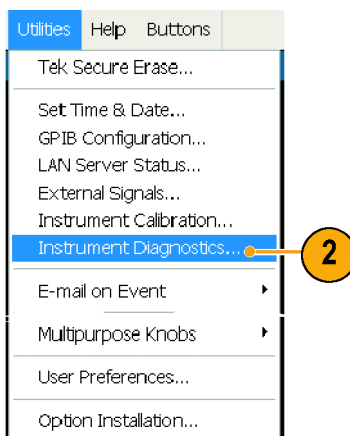 Utilities Help Buttons
Tek Secure Erase...
Set Time & Date...
GPIB Configuration...
LAN Server Status...
External Signals...
Instrument Calibration...
Instrument Diagnostics...
2
E-mail on Event
Multipurpose Knobs
User Preferences...
Option Installation...